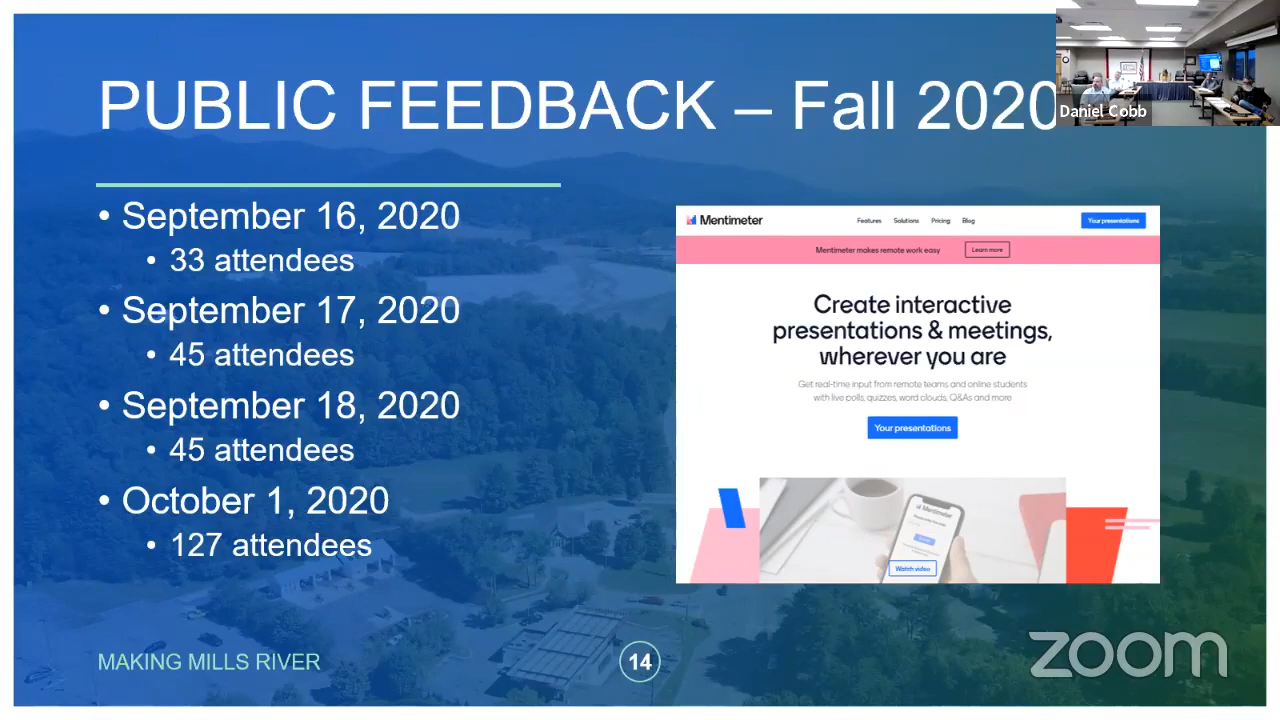 PUBLIC FEEDBACK – Fall 2020
Daniel Cobb
• September 16, 2020
• 33 attendees
• September 17, 2020
• 45 attendees
• September 18, 2020
• 45 attendees
• October 1, 2020
• 127 attendees
Mentimeter
Features Solutions Pricing Blog
Your presentations
Mentimeter makes remote work easy
Learn more
Create interactive
presentations & meetings,
wherever you are
Get real-time input from remote teams and online students
with live polls, quizzes, word clouds, Q&As and more
Your presentations
Mentimeter
Watch video
MAKING MILLS RIVER
14
zoom